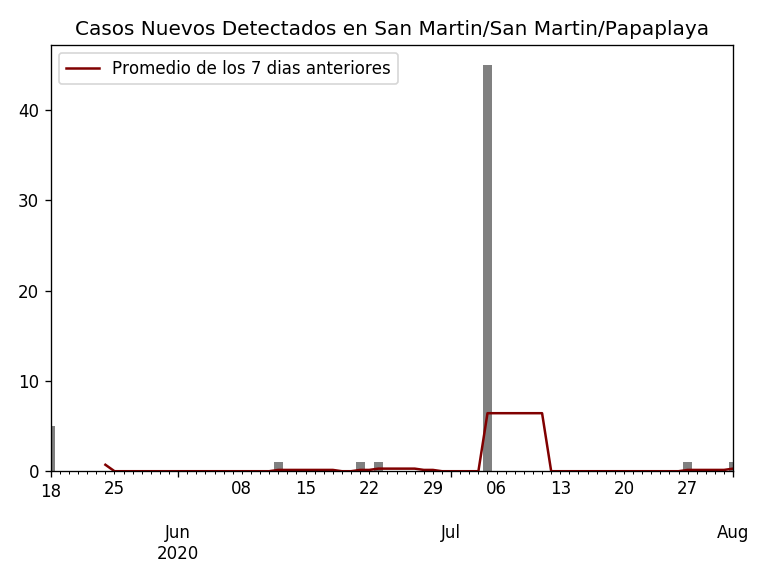 Casos Nuevos Detectados en San Martin/San Martin/Papaplaya
Promedio de los 7 dias anteriores
40
30
20
10
0
18 25 08 15 22 29 06 13 20 27
Jun Jul Aug
2020